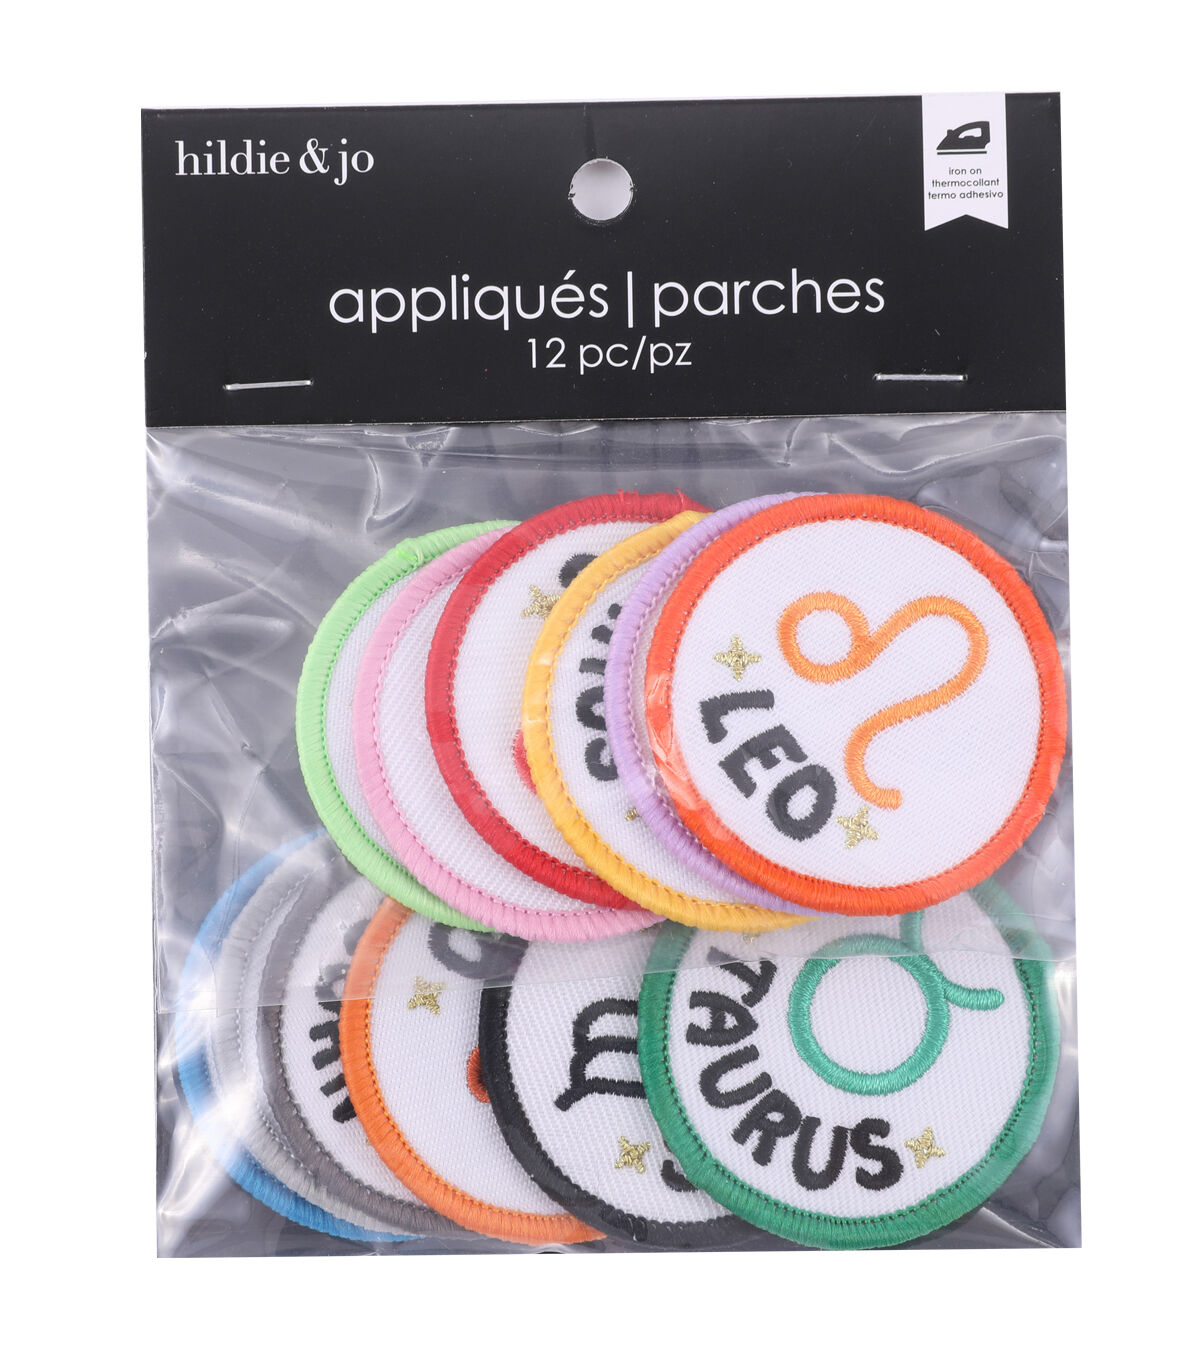 hildie & jo
iron on
thermocollant
termo adhesivo
appliqués | parches
12 pc/pz
LEO
TAURUS